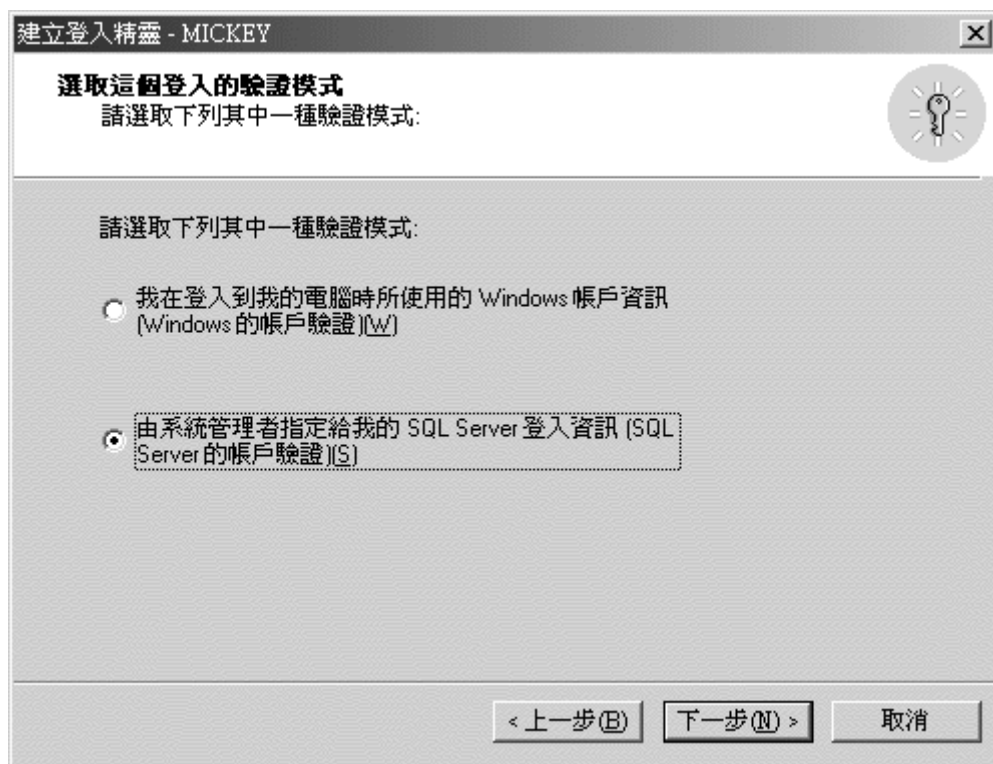 建立登入精靈 - MICKEY
選取這個登入的驗證模式
請選取下列其中一種驗證模式:
請選取下列其中一種驗證模式:
我在登入到我的電腦時所使用的 Windows 帳戶資訊
(Windows 的帳戶驗證)(W)
由系統管理者指定給我的 SQL Server 登入資訊 (SQL
Server 的帳戶驗證)(S)
< 上一步(B)
下一步(N) >
取消